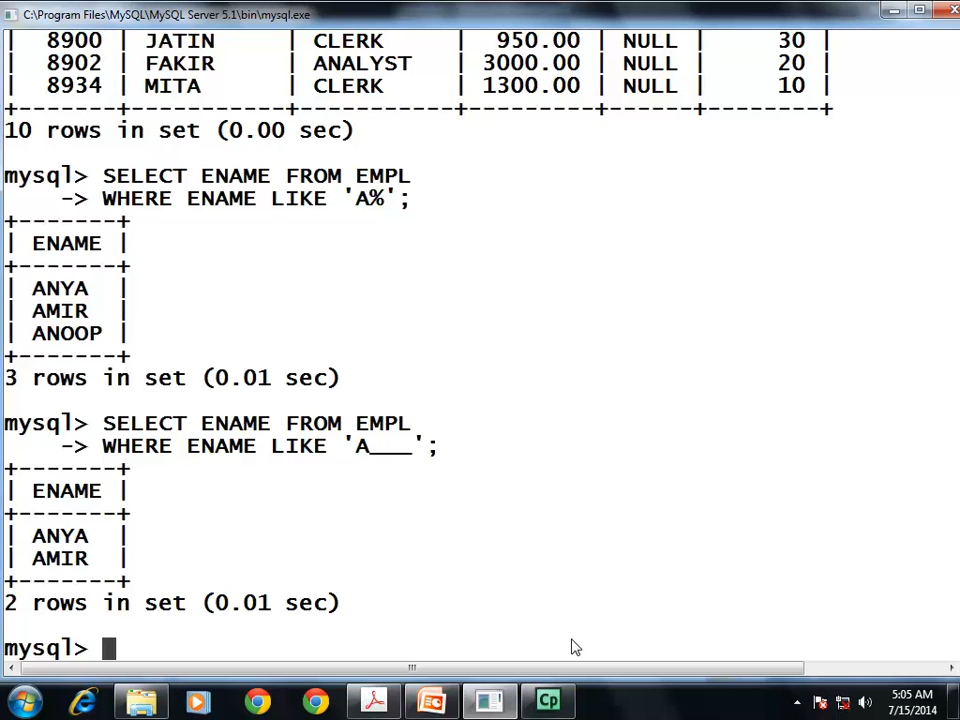 C:\Program Files\MySQL\MySQL Server 5.1\bin\mysql.exe
|   8900 | JATIN     | CLERK     |  950.00 | NULL |     30 |
|   8902 | FAKIR     | ANALYST   | 3000.00 | NULL |     20 |
|   8934 | MITA      | CLERK     | 1300.00 | NULL |     10 |
+--------+-----------+-----------+---------+------+--------+
10 rows in set (0.00 sec)
mysql> SELECT ENAME FROM EMPL
    -> WHERE ENAME LIKE 'A%';
+-------+
| ENAME |
+-------+
| ANYA  |
| AMIR  |
| ANOOP |
+-------+
3 rows in set (0.01 sec)
mysql> SELECT ENAME FROM EMPL
    -> WHERE ENAME LIKE 'A___';
+-------+
| ENAME |
+-------+
| ANYA  |
| AMIR  |
+-------+
2 rows in set (0.01 sec)
mysql>
Cp
5:05 AM
7/15/2014